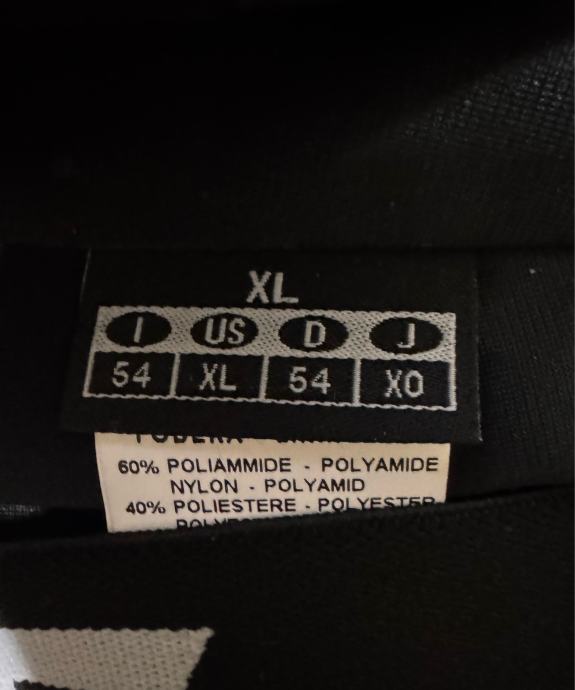 XL
I US D J
54 XL 54 XO
60% POLIAMMIDE - POLYAMIDE
NYLON - POLYAMID
40% POLIESTERE - POLYESTER